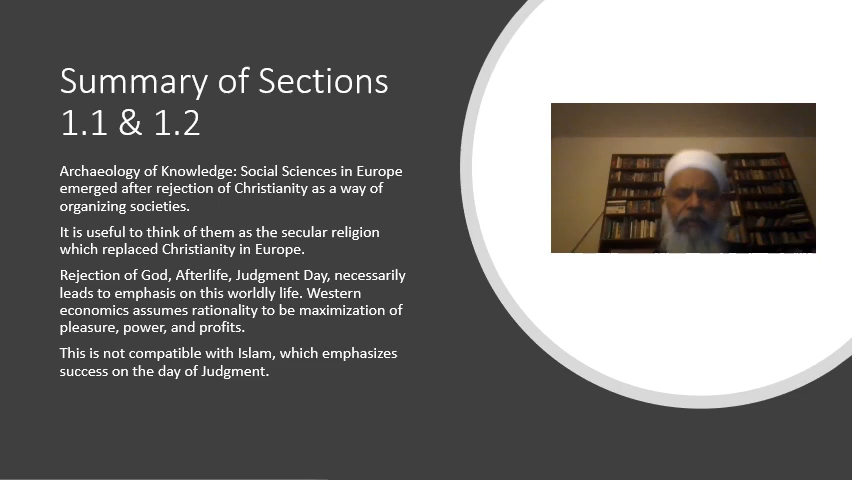 Summary of Sections
1.1 & 1.2
Archaeology of Knowledge: Social Sciences in Europe
emerged after rejection of Christianity as a way of
organizing societies.
It is useful to think of them as the secular religion
which replaced Christianity in Europe.
Rejection of God, Afterlife, Judgment Day, necessarily
leads to emphasis on this worldly life. Western
economics assumes rationality to be maximization of
pleasure, power, and profits.
This is not compatible with Islam, which emphasizes
success on the day of Judgment.